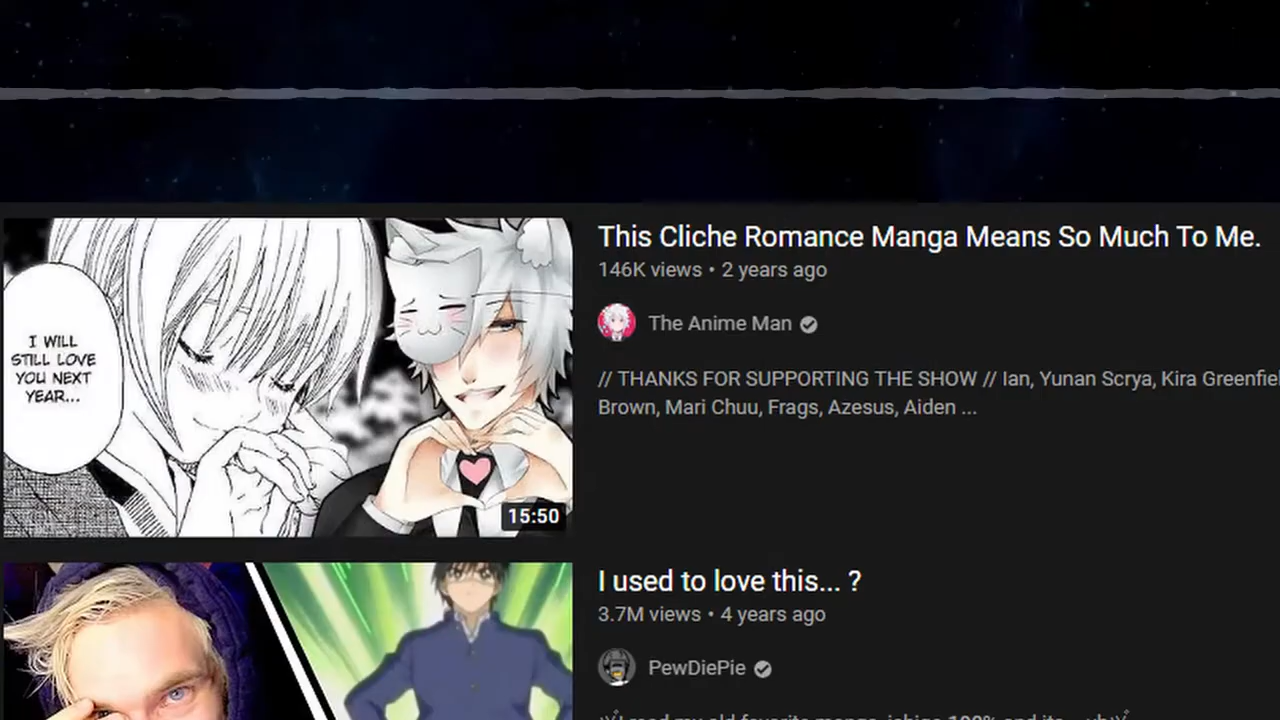 This Cliche Romance Manga Means So Much To Me.
146K views • 2 years ago
The Anime Man
// THANKS FOR SUPPORTING THE SHOW // Ian, Yunan Scrya, Kira
Brown, Mari Chuu, Frags, Azesus, Aiden ...
I WILL
STILL LOVE
YOU NEXT
YEAR...
15:50
I used to love this... ?
3.7M views • 4 years ago
PewDiePie